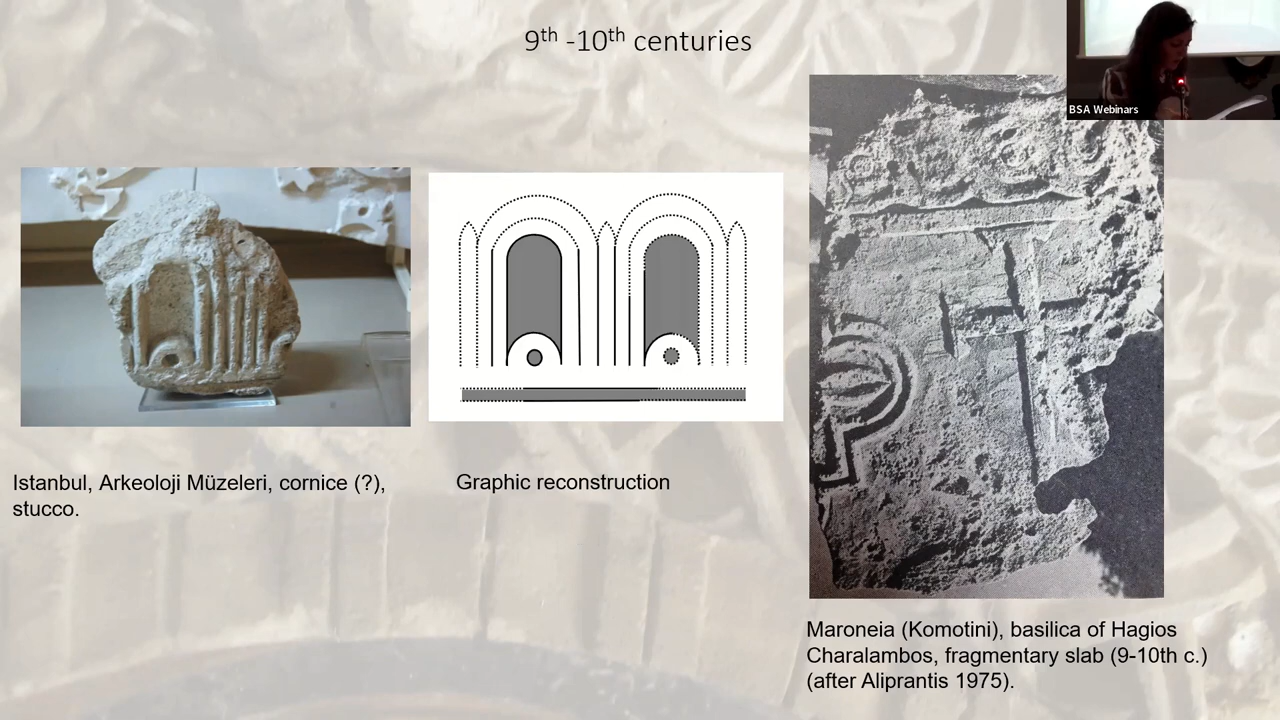 9th -10th centuries
BSA Webinars
Istanbul, Arkeoloji Müzeleri, cornice (?),
stucco.
Graphic reconstruction
Maroneia (Komotini), basilica of Hagios
Charalambos, fragmentary slab (9-10th c.)
(after Aliprantis 1975).